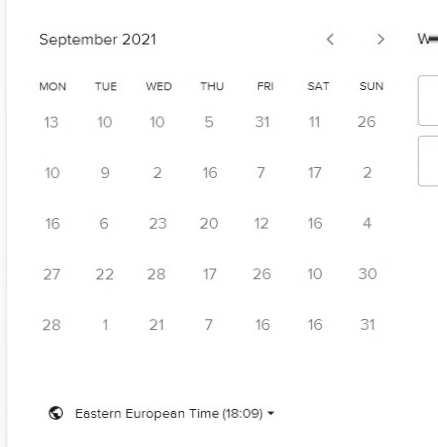 September 2021
MON TUE WED THU FRI SAT SUN
13 10 10 5 31 11 26
10 9 2 16 7 17 2
16 6 23 20 12 16 4
27 22 28 17 26 10 30
28 1 21 7 16 16 31
Eastern European Time (18:09)